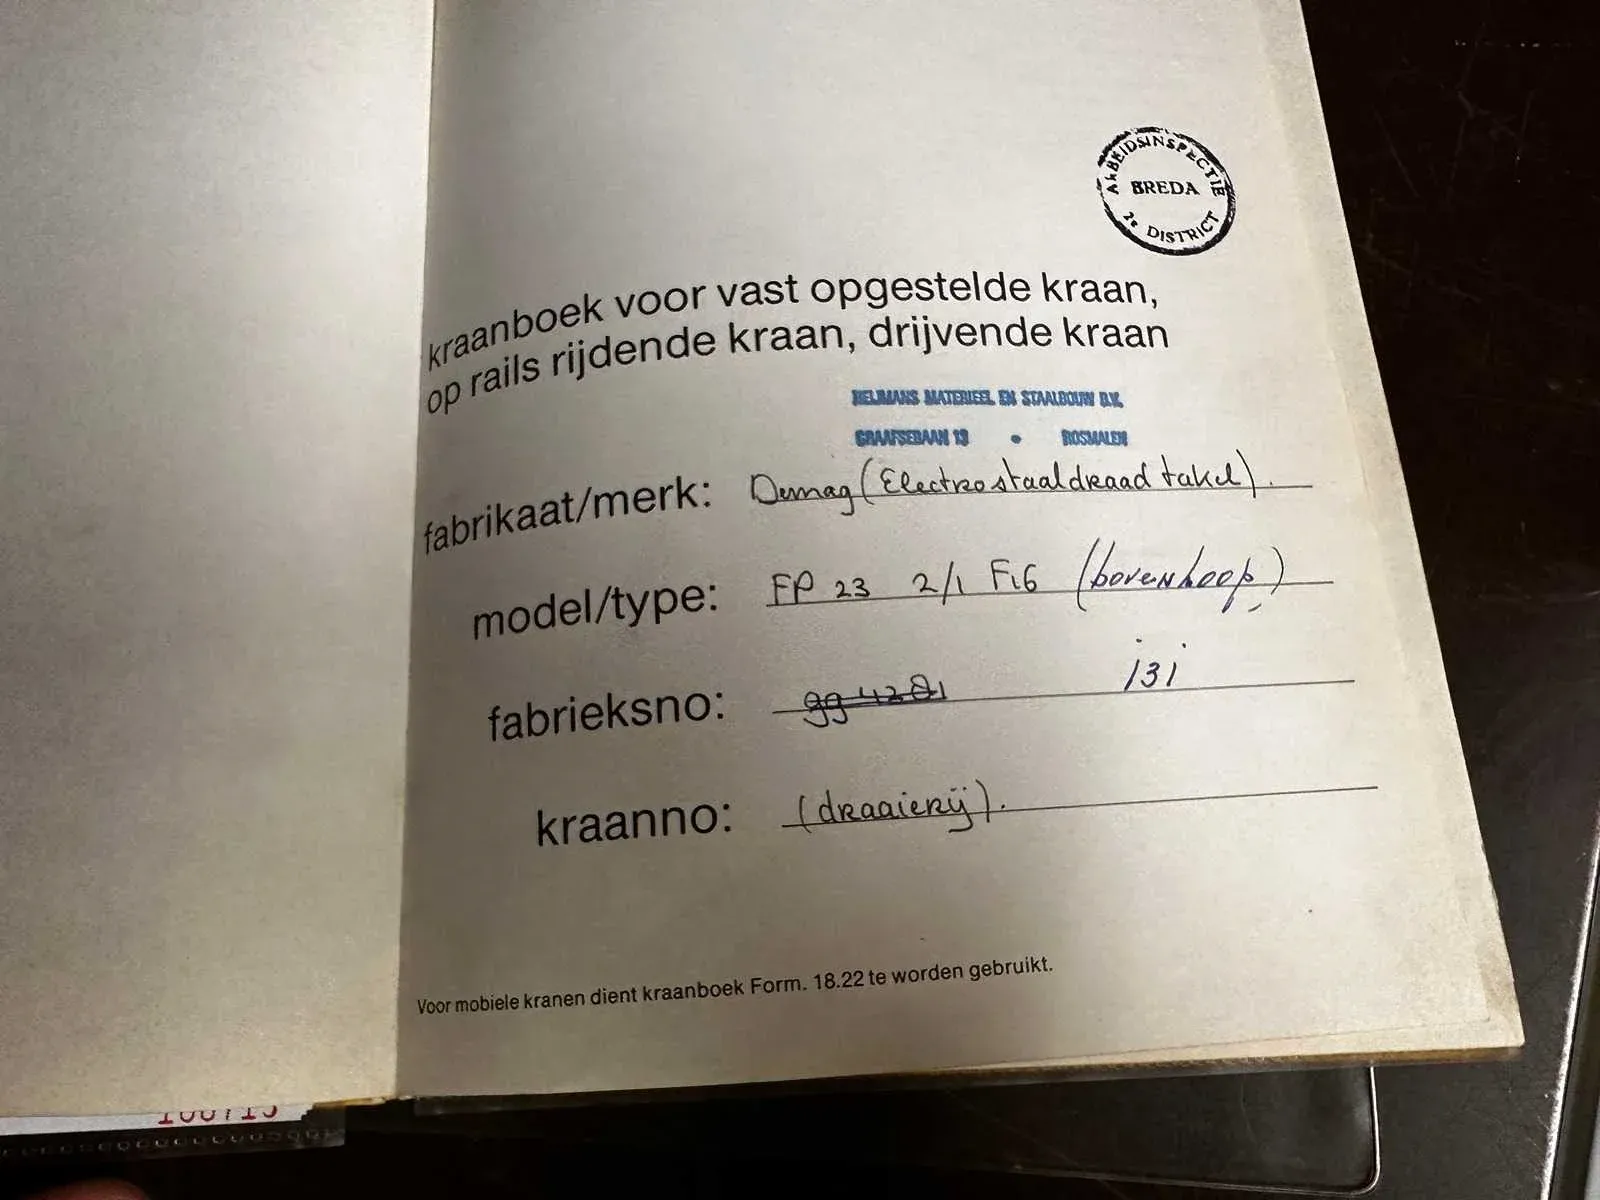 ARBEIDSINSPECTIE
BREDA
2e DISTRICT
kraanboek voor vast opgestelde kraan,
op rails rijdende kraan, drijvende kraan
HEIJMANS MATERIEEL EN STAALBOUW B.V.
GRAAFSEBAAN 13 • ROSMALEN
fabrikaat/merk: Demag (Electrostaaldraad takel).
model/type: FP 23 2/1 F16 (bovenloop)
fabrieksno: 131
kraanno: (draaierij).
Voor mobiele kranen dient kraanboek Form. 18.22 te worden gebruikt.